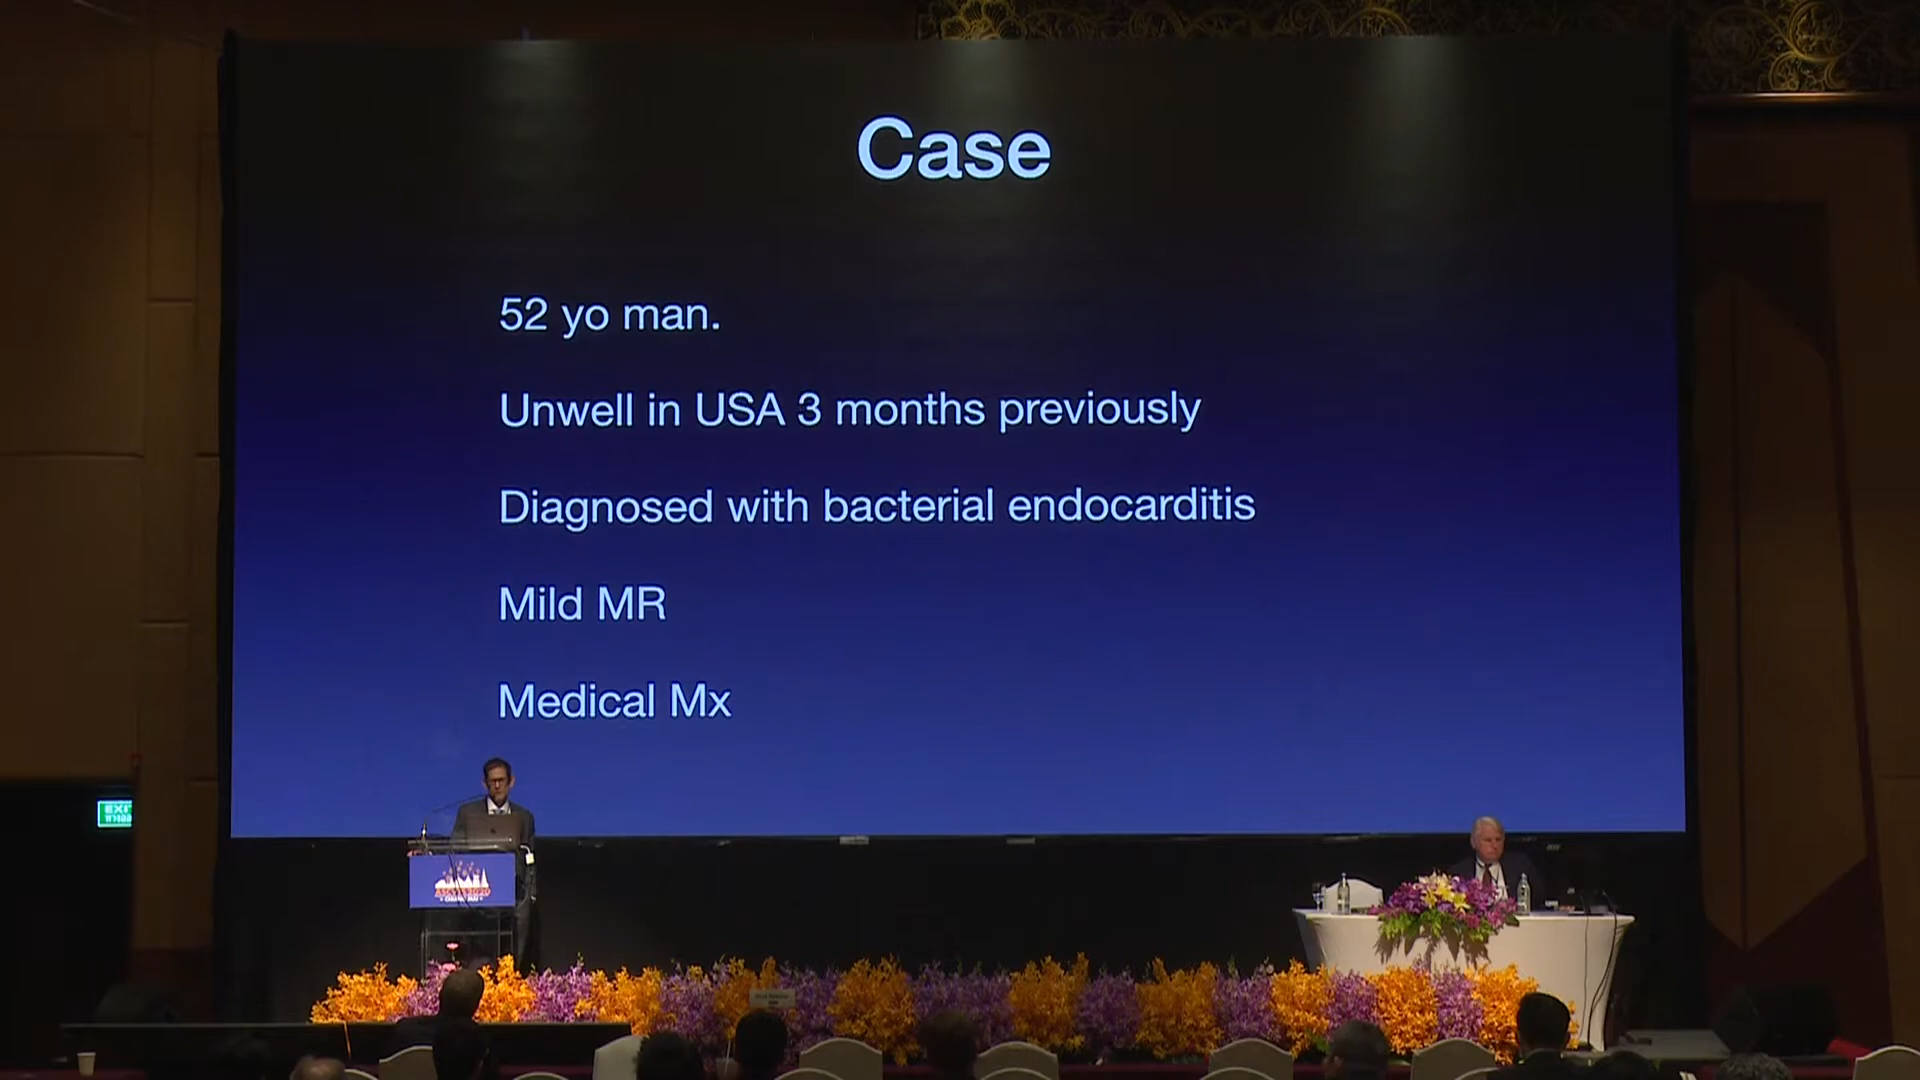 Case
52 yo man.
Unwell in USA 3 months previously
Diagnosed with bacterial endocarditis
Mild MR
Medical Mx